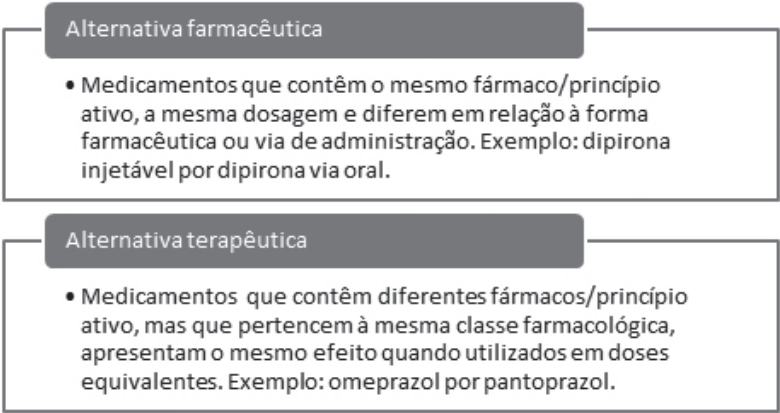 Alternativa farmacêutica
• Medicamentos que contêm o mesmo fármaco/princípio
ativo, a mesma dosagem e diferem em relação à forma
farmacêutica ou via de administração. Exemplo: dipirona
injetável por dipirona via oral.
Alternativa terapêutica
• Medicamentos que contêm diferentes fármacos/princípio
ativo, mas que pertencem à mesma classe farmacológica,
apresentam o mesmo efeito quando utilizados em doses
equivalentes. Exemplo: omeprazol por pantoprazol.